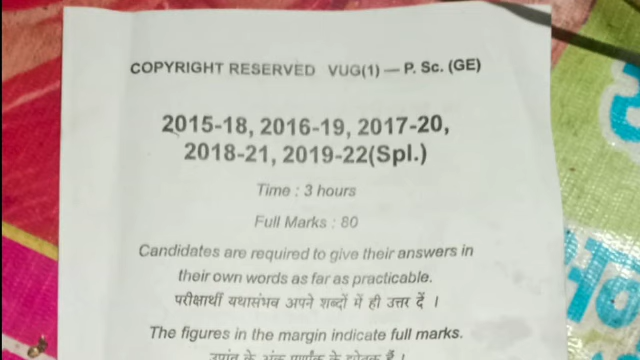 COPYRIGHT RESERVED VUG(1) — P. Sc. (GE)
2015-18, 2016-19, 2017-20,
2018-21, 2019-22(Spl.)
Time : 3 hours
Full Marks : 80
Candidates are required to give their answers in
their own words as far as practicable.
परीक्षार्थी यथासंभव अपने शब्दों में ही उत्तर दें ।
The figures in the margin indicate full marks.
उपांत के अंक पूर्णांक के द्योतक हैं ।